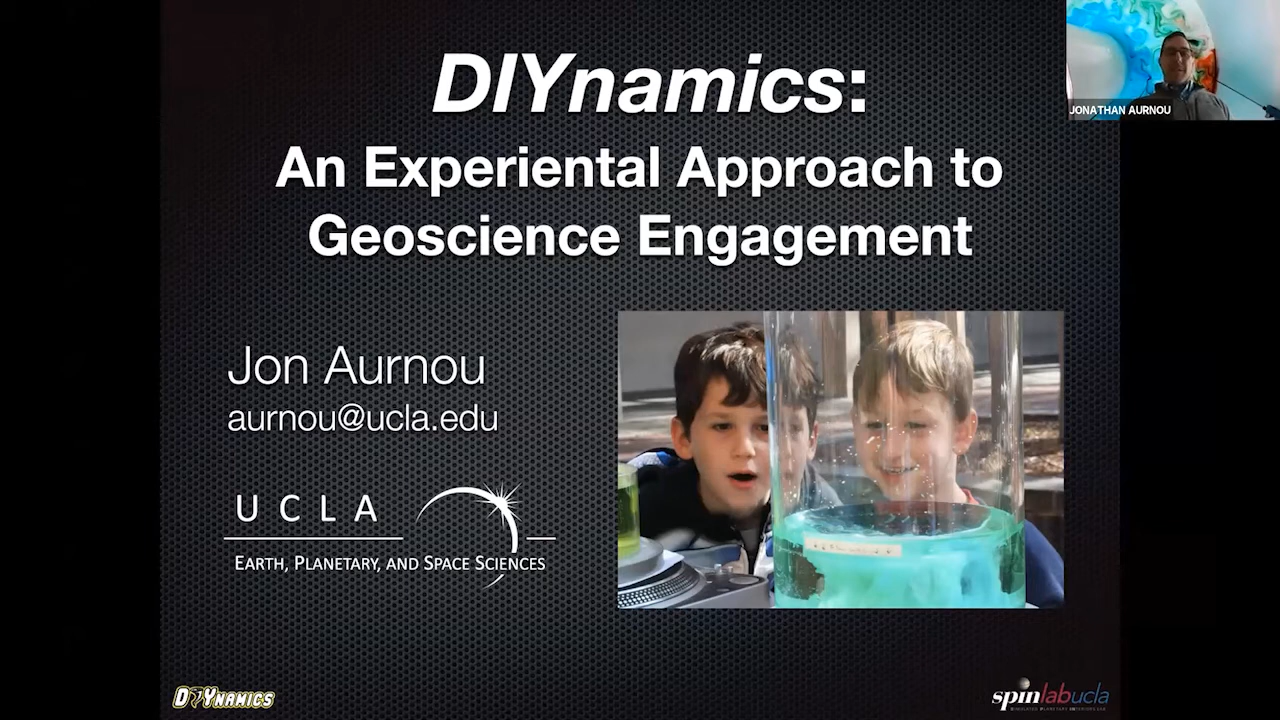 DIYnamics:
An Experiental Approach to
Geoscience Engagement
JONATHAN AURNOU
Jon Aurnou
aurnou@ucla.edu
UCLA
EARTH, PLANETARY, AND SPACE SCIENCES
DIYNAMICS
spinlabucla